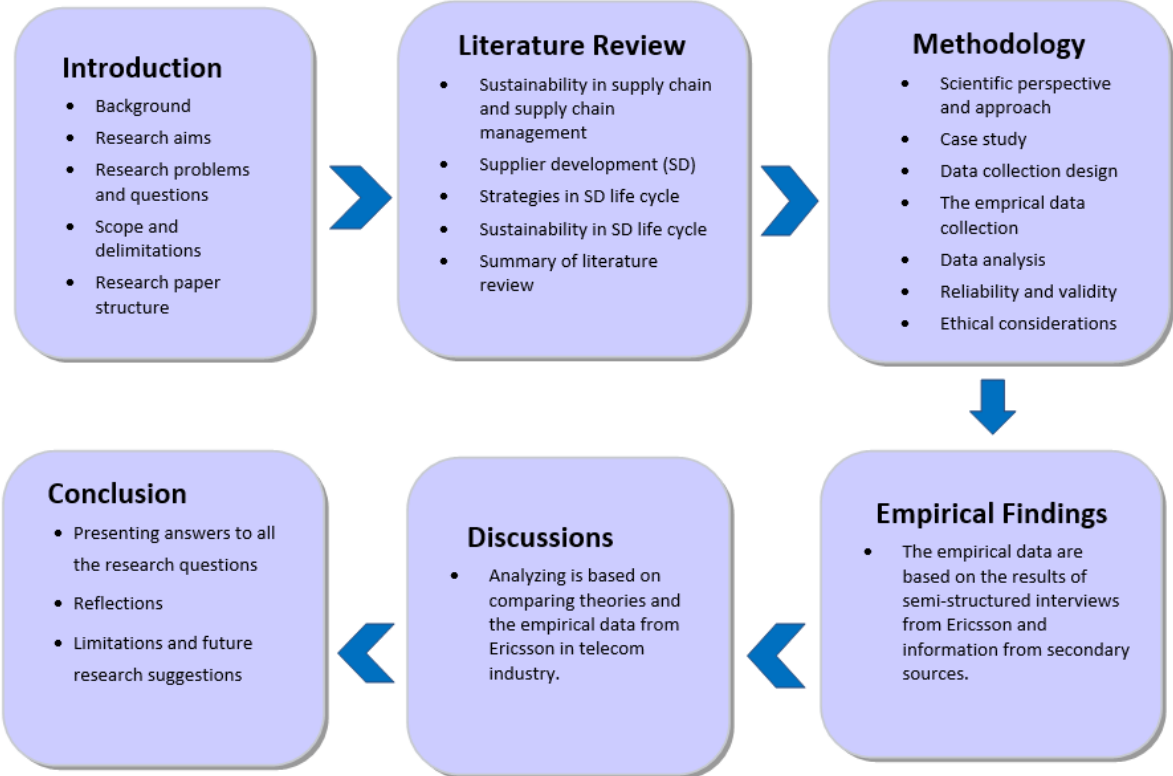 Introduction
• Background
• Research aims
• Research problems
and questions
• Scope and
delimitations
• Research paper
structure
Literature Review
• Sustainability in supply chain
and supply chain
management
• Supplier development (SD)
• Strategies in SD life cycle
• Sustainability in SD life cycle
• Summary of literature
review
Methodology
• Scientific perspective
and approach
• Case study
• Data collection design
• The emprical data
collection
• Data analysis
• Reliability and validity
• Ethical considerations
Empirical Findings
• The empirical data are
based on the results of
semi-structured interviews
from Ericsson and
information from secondary
sources.
Discussions
• Analyzing is based on
comparing theories and
the empirical data from
Ericsson in telecom
industry.
Conclusion
• Presenting answers to all
the research questions
• Reflections
• Limitations and future
research suggestions